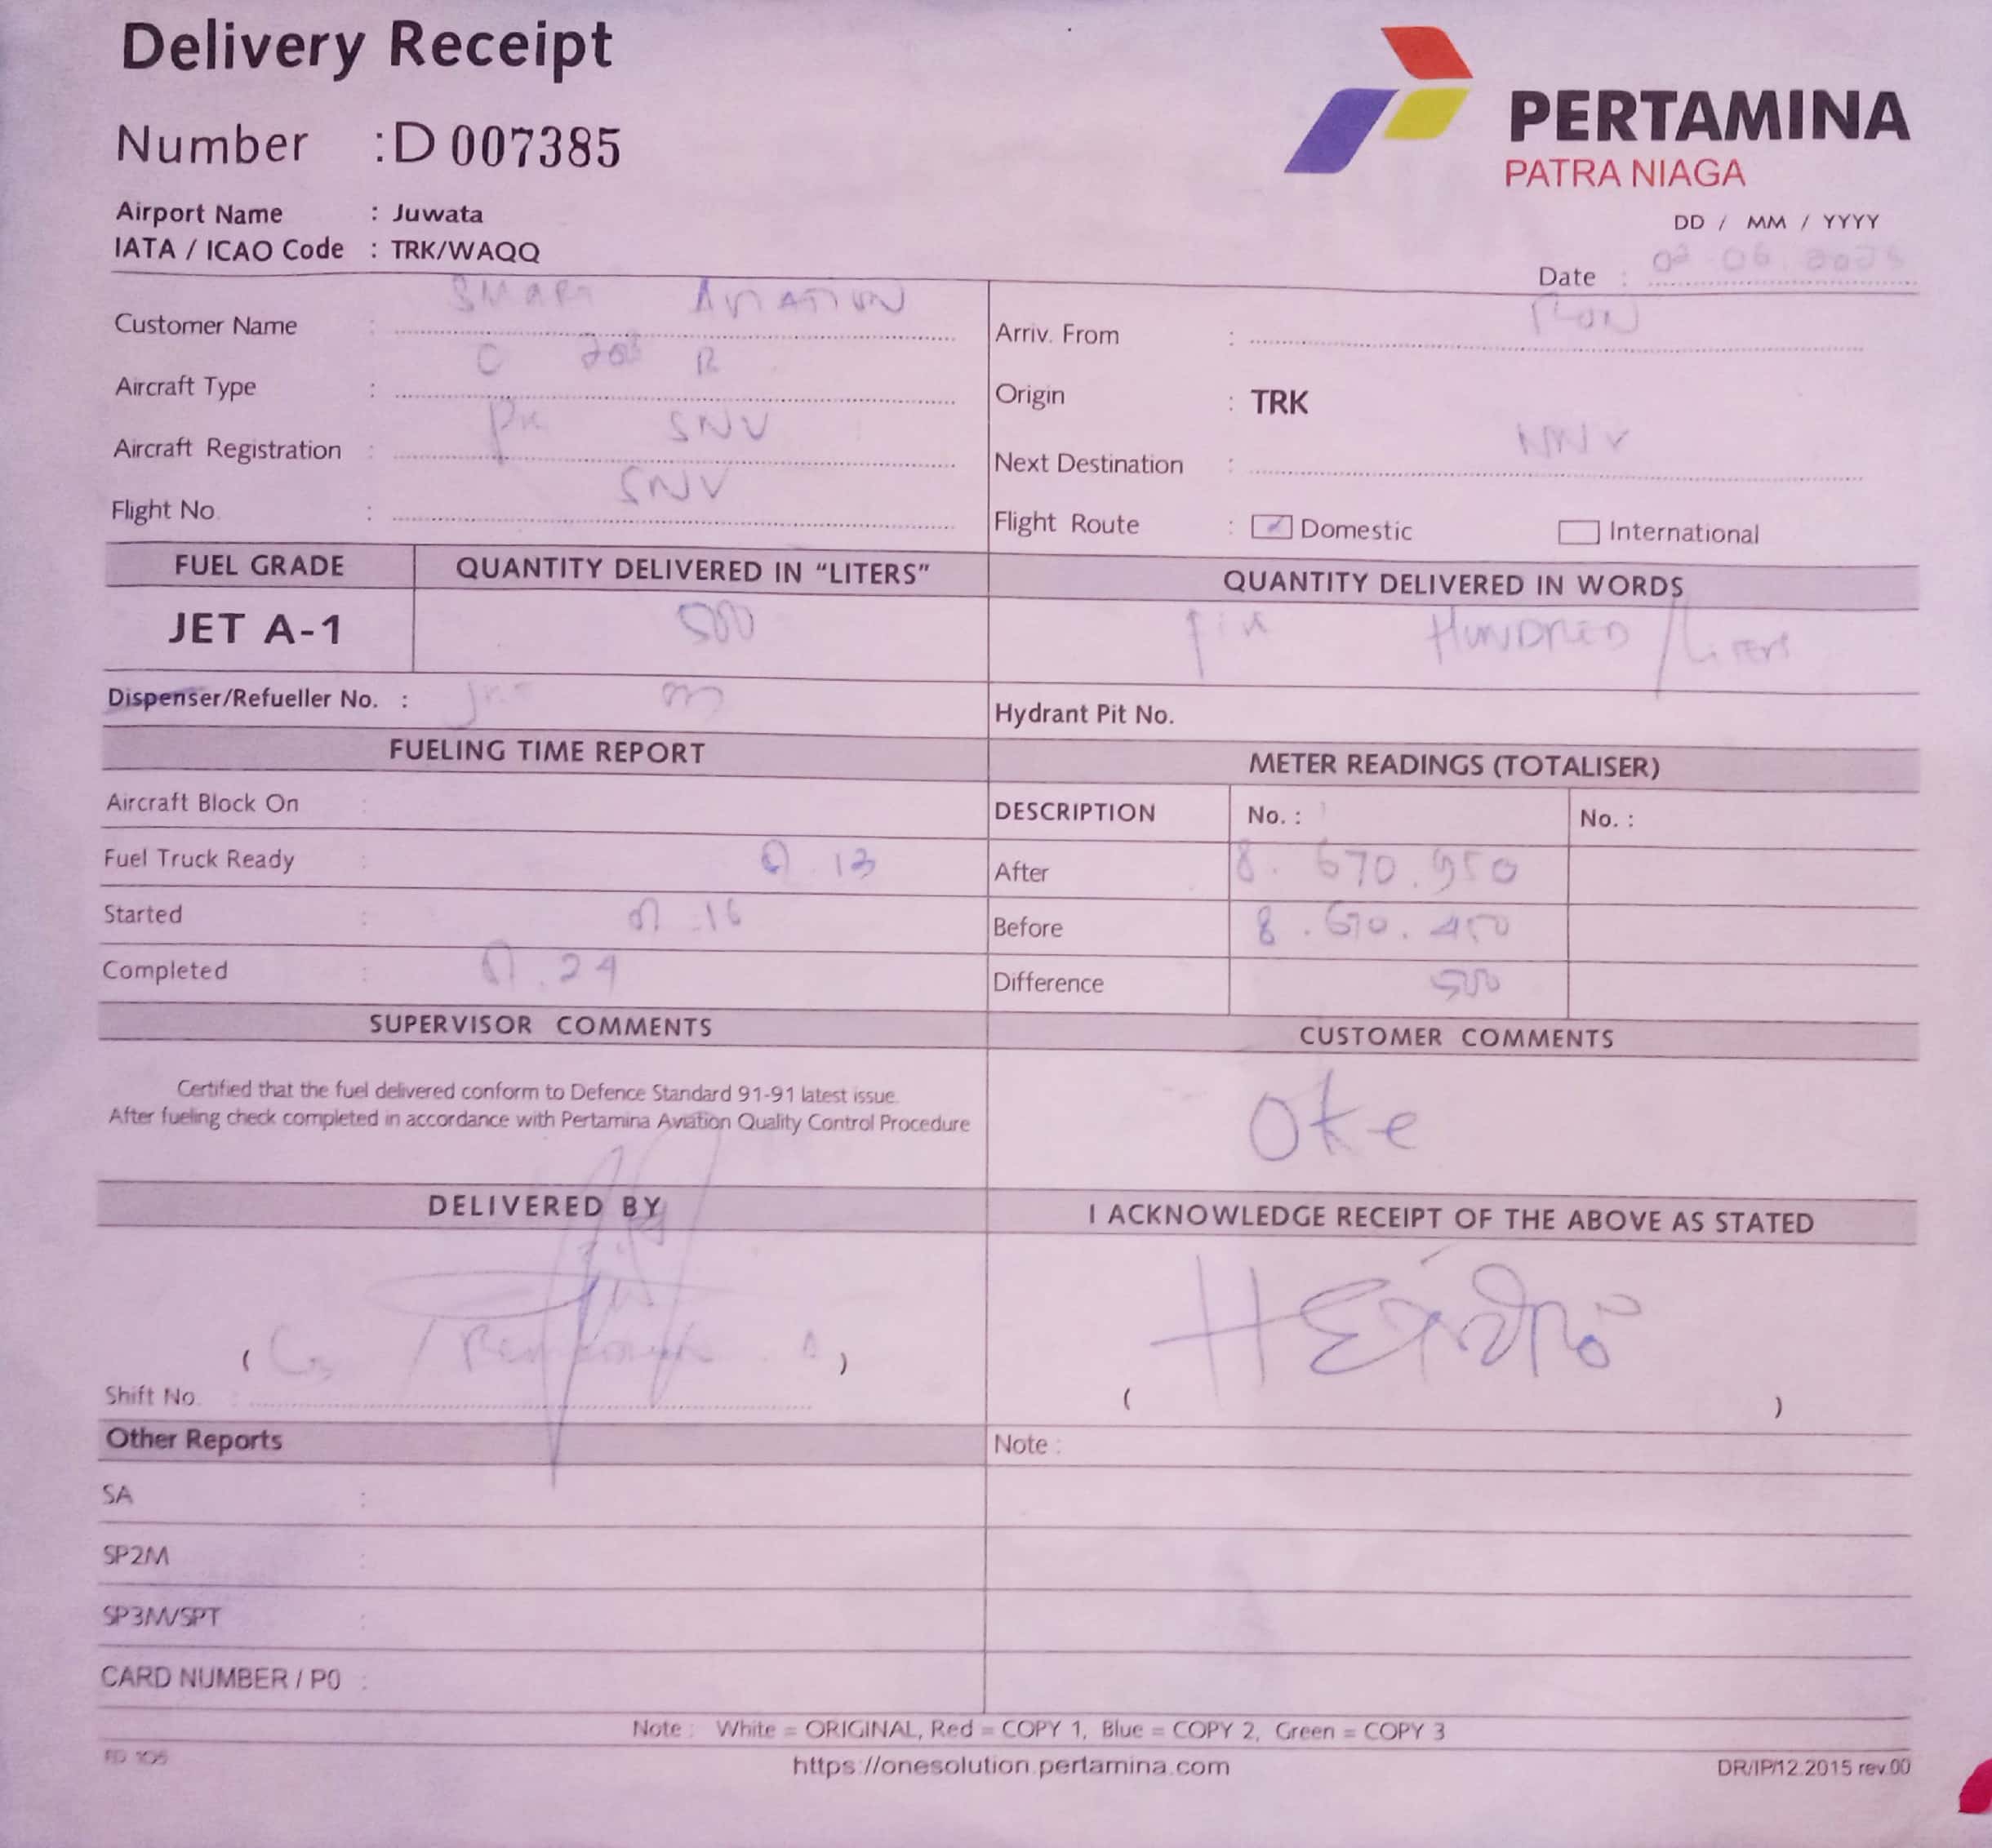 Delivery Receipt
Number : D 007385
PERTAMINA
PATRA NIAGA
Airport Name : Juwata
IATA / ICAO Code : TRK/WAQQ
DD / MM / YYYY
Date :
Customer Name : SMART AVIATION
Aircraft Type : C 208 B
Aircraft Registration : PK SNV
Flight No. : SNV
Arriv. From : RON
Origin : TRK
Next Destination :
Flight Route : Domestic International
FUEL GRADE QUANTITY DELIVERED IN “LITERS” QUANTITY DELIVERED IN WORDS
JET A-1 500 HUNDRED / Liters
Dispenser/Refueller No. :
Hydrant Pit No.
FUELING TIME REPORT
Aircraft Block On :
Fuel Truck Ready : 13
Started : 16
Completed : 24
METER READINGS (TOTALISER)
DESCRIPTION No. : No. :
After 8.670.950
Before 8.670.450
Difference 500
SUPERVISOR COMMENTS
Certified that the fuel delivered conform to Defence Standard 91-91 latest issue.
After fueling check completed in accordance with Pertamina Aviation Quality Control Procedure
CUSTOMER COMMENTS
Oke
DELIVERED BY
( )
Shift No. :
I ACKNOWLEDGE RECEIPT OF THE ABOVE AS STATED
( )
Other Reports
SA :
SP2M :
SP3M/SPT :
CARD NUMBER / PO :
Note :
Note : White = ORIGINAL, Red = COPY 1, Blue = COPY 2, Green = COPY 3
FD 105
https://onesolution.pertamina.com
DR/IP/12.2015 rev.00